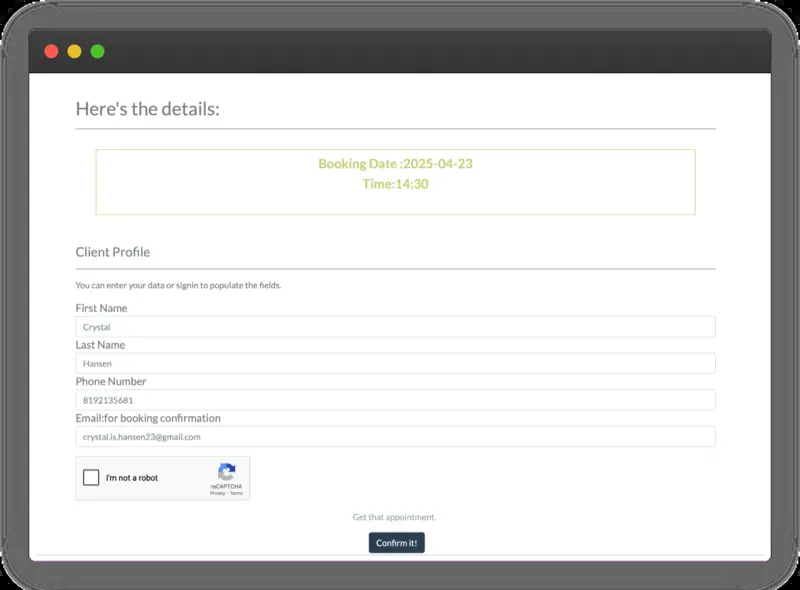 Here's the details:
Booking Date :2025-04-23
Time:14:30
Client Profile
You can enter your data or signin to populate the fields.
First Name
Crystal
Last Name
Hansen
Phone Number
8192135681
Email:for booking confirmation
crystal.is.hansen23@gmail.com
I'm not a robot
reCAPTCHA
Privacy - Terms
Get that appointment.
Confirm it!